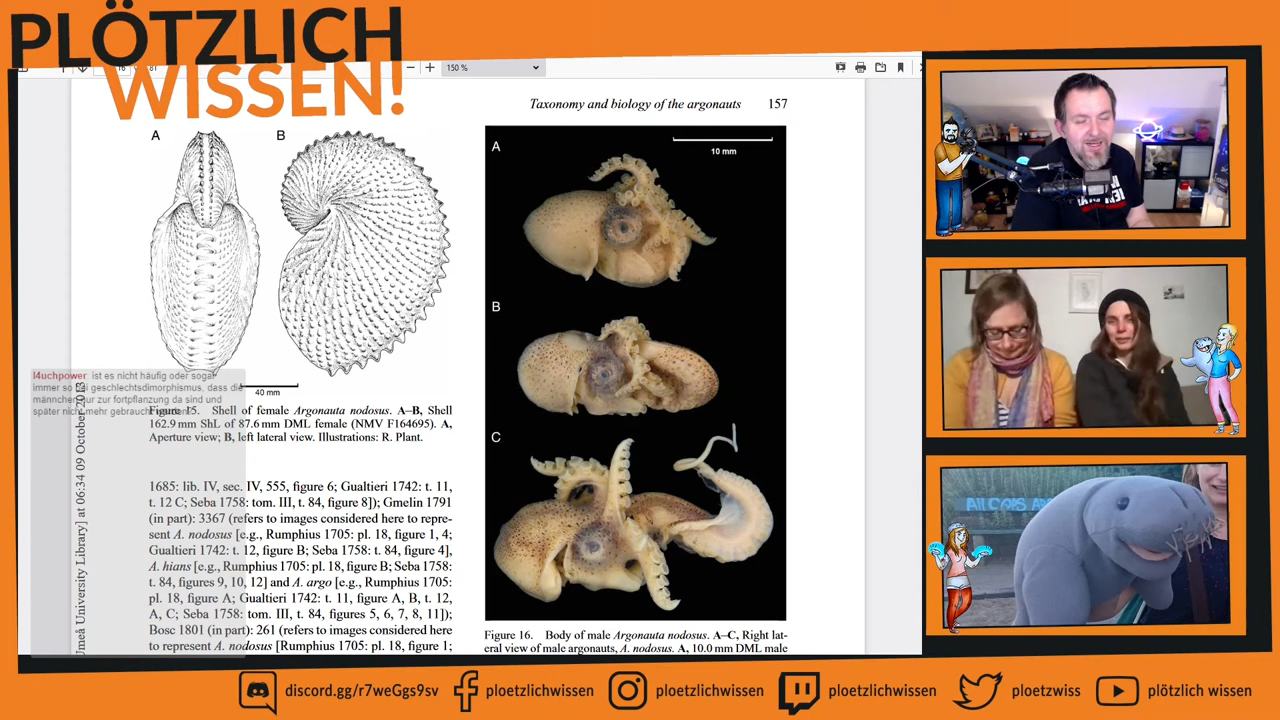 PLÖTZLICH
WISSEN!
150 %
Taxonomy and biology of the argonauts 157
A
B
40 mm
l4uchpower: ist es nicht häufig oder sogar
immer so bei geschlechtsdimorphismus, dass die
männchen nur zur fortpflanzung da sind und
später nicht mehr gebraucht
Figure 15. Shell of female Argonauta nodosus. A–B, Shell
162.9 mm ShL of 87.6 mm DML female (NMV F164695). A,
Aperture view; B, left lateral view. Illustrations: R. Plant.
1685: lib. IV, sec. IV, 555, figure 6; Gualtieri 1742: t. 11,
t. 12 C; Seba 1758: tom. III, t. 84, figure 8]); Gmelin 1791
(in part): 3367 (refers to images considered here to repre-
sent A. nodosus [e.g., Rumphius 1705: pl. 18, figure 1, 4;
Gualtieri 1742: t. 12, figure B; Seba 1758: t. 84, figure 4],
A. hians [e.g., Rumphius 1705: pl. 18, figure B; Seba 1758:
t. 84, figures 9, 10, 12] and A. argo [e.g., Rumphius 1705:
pl. 18, figure A; Gualtieri 1742: t. 11, figure A, B, t. 12,
A, C; Seba 1758: tom. III, t. 84, figures 5, 6, 7, 8, 11]);
Bosc 1801 (in part): 261 (refers to images considered here
to represent A. nodosus [Rumphius 1705: pl. 18, figure 1;
Umeå University Library] at 06:34 09 October 2013
A
10 mm
B
C
Figure 16. Body of male Argonauta nodosus. A–C, Right lat-
eral view of male argonauts, A. nodosus. A, 10.0 mm DML male
discord.gg/r7weGgs9sv
ploetzlichwissen
ploetzlichwissen
ploetzlichwissen
ploetzwiss
plötzlich wissen